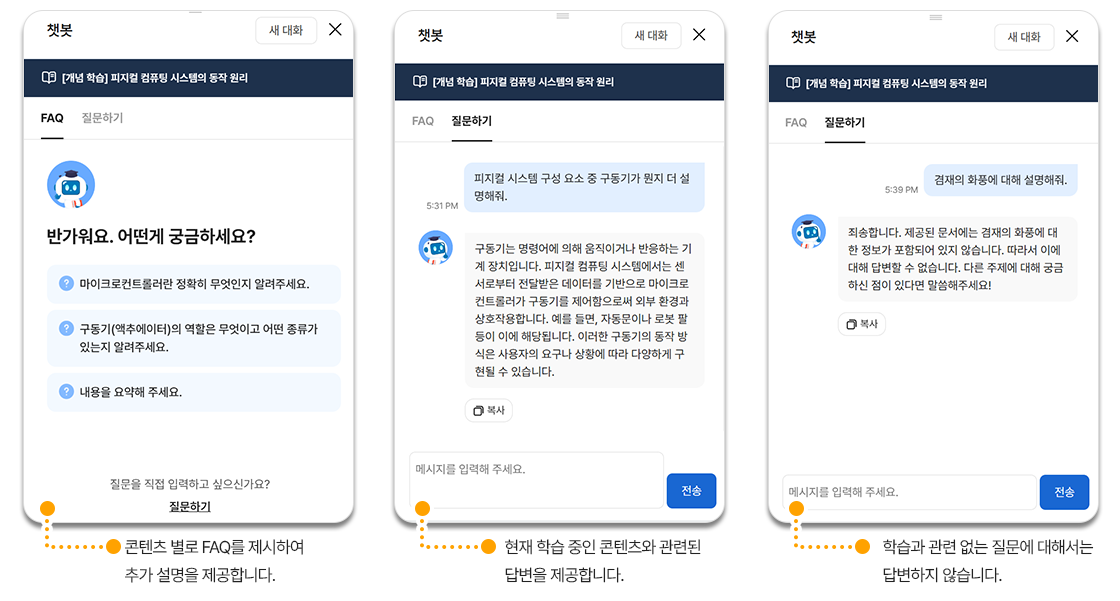 챗봇
새 대화
[개념 학습] 피지컬 컴퓨팅 시스템의 동작 원리
FAQ
질문하기
반가워요. 어떤게 궁금하세요?
? 마이크로컨트롤러란 정확히 무엇인지 알려주세요.
? 구동기(액추에이터)의 역할은 무엇이고 어떤 종류가
있는지 알려주세요.
? 내용을 요약해 주세요.
질문을 직접 입력하고 싶으신가요?
질문하기
콘텐츠 별로 FAQ를 제시하여
추가 설명을 제공합니다.
챗봇
새 대화
[개념 학습] 피지컬 컴퓨팅 시스템의 동작 원리
FAQ
질문하기
피지컬 시스템 구성 요소 중 구동기가 뭔지 더 설
명해줘.
5:31 PM
구동기는 명령어에 의해 움직이거나 반응하는 기
계 장치입니다. 피지컬 컴퓨팅 시스템에서는 센
서로부터 전달받은 데이터를 기반으로 마이크로
컨트롤러가 구동기를 제어함으로써 외부 환경과
상호작용합니다. 예를 들면, 자동문이나 로봇 팔
등이 이에 해당됩니다. 이러한 구동기의 동작 방
식은 사용자의 요구나 상황에 따라 다양하게 구
현될 수 있습니다.
복사
메시지를 입력해 주세요.
전송
현재 학습 중인 콘텐츠와 관련된
답변을 제공합니다.
챗봇
새 대화
[개념 학습] 피지컬 컴퓨팅 시스템의 동작 원리
FAQ
질문하기
겸재의 화풍에 대해 설명해줘.
5:39 PM
죄송합니다. 제공된 문서에는 겸재의 화풍에 대
한 정보가 포함되어 있지 않습니다. 따라서 이에
대해 답변할 수 없습니다. 다른 주제에 대해 궁금
하신 점이 있다면 말씀해주세요!
복사
메시지를 입력해 주세요.
전송
학습과 관련 없는 질문에 대해서는
답변하지 않습니다.